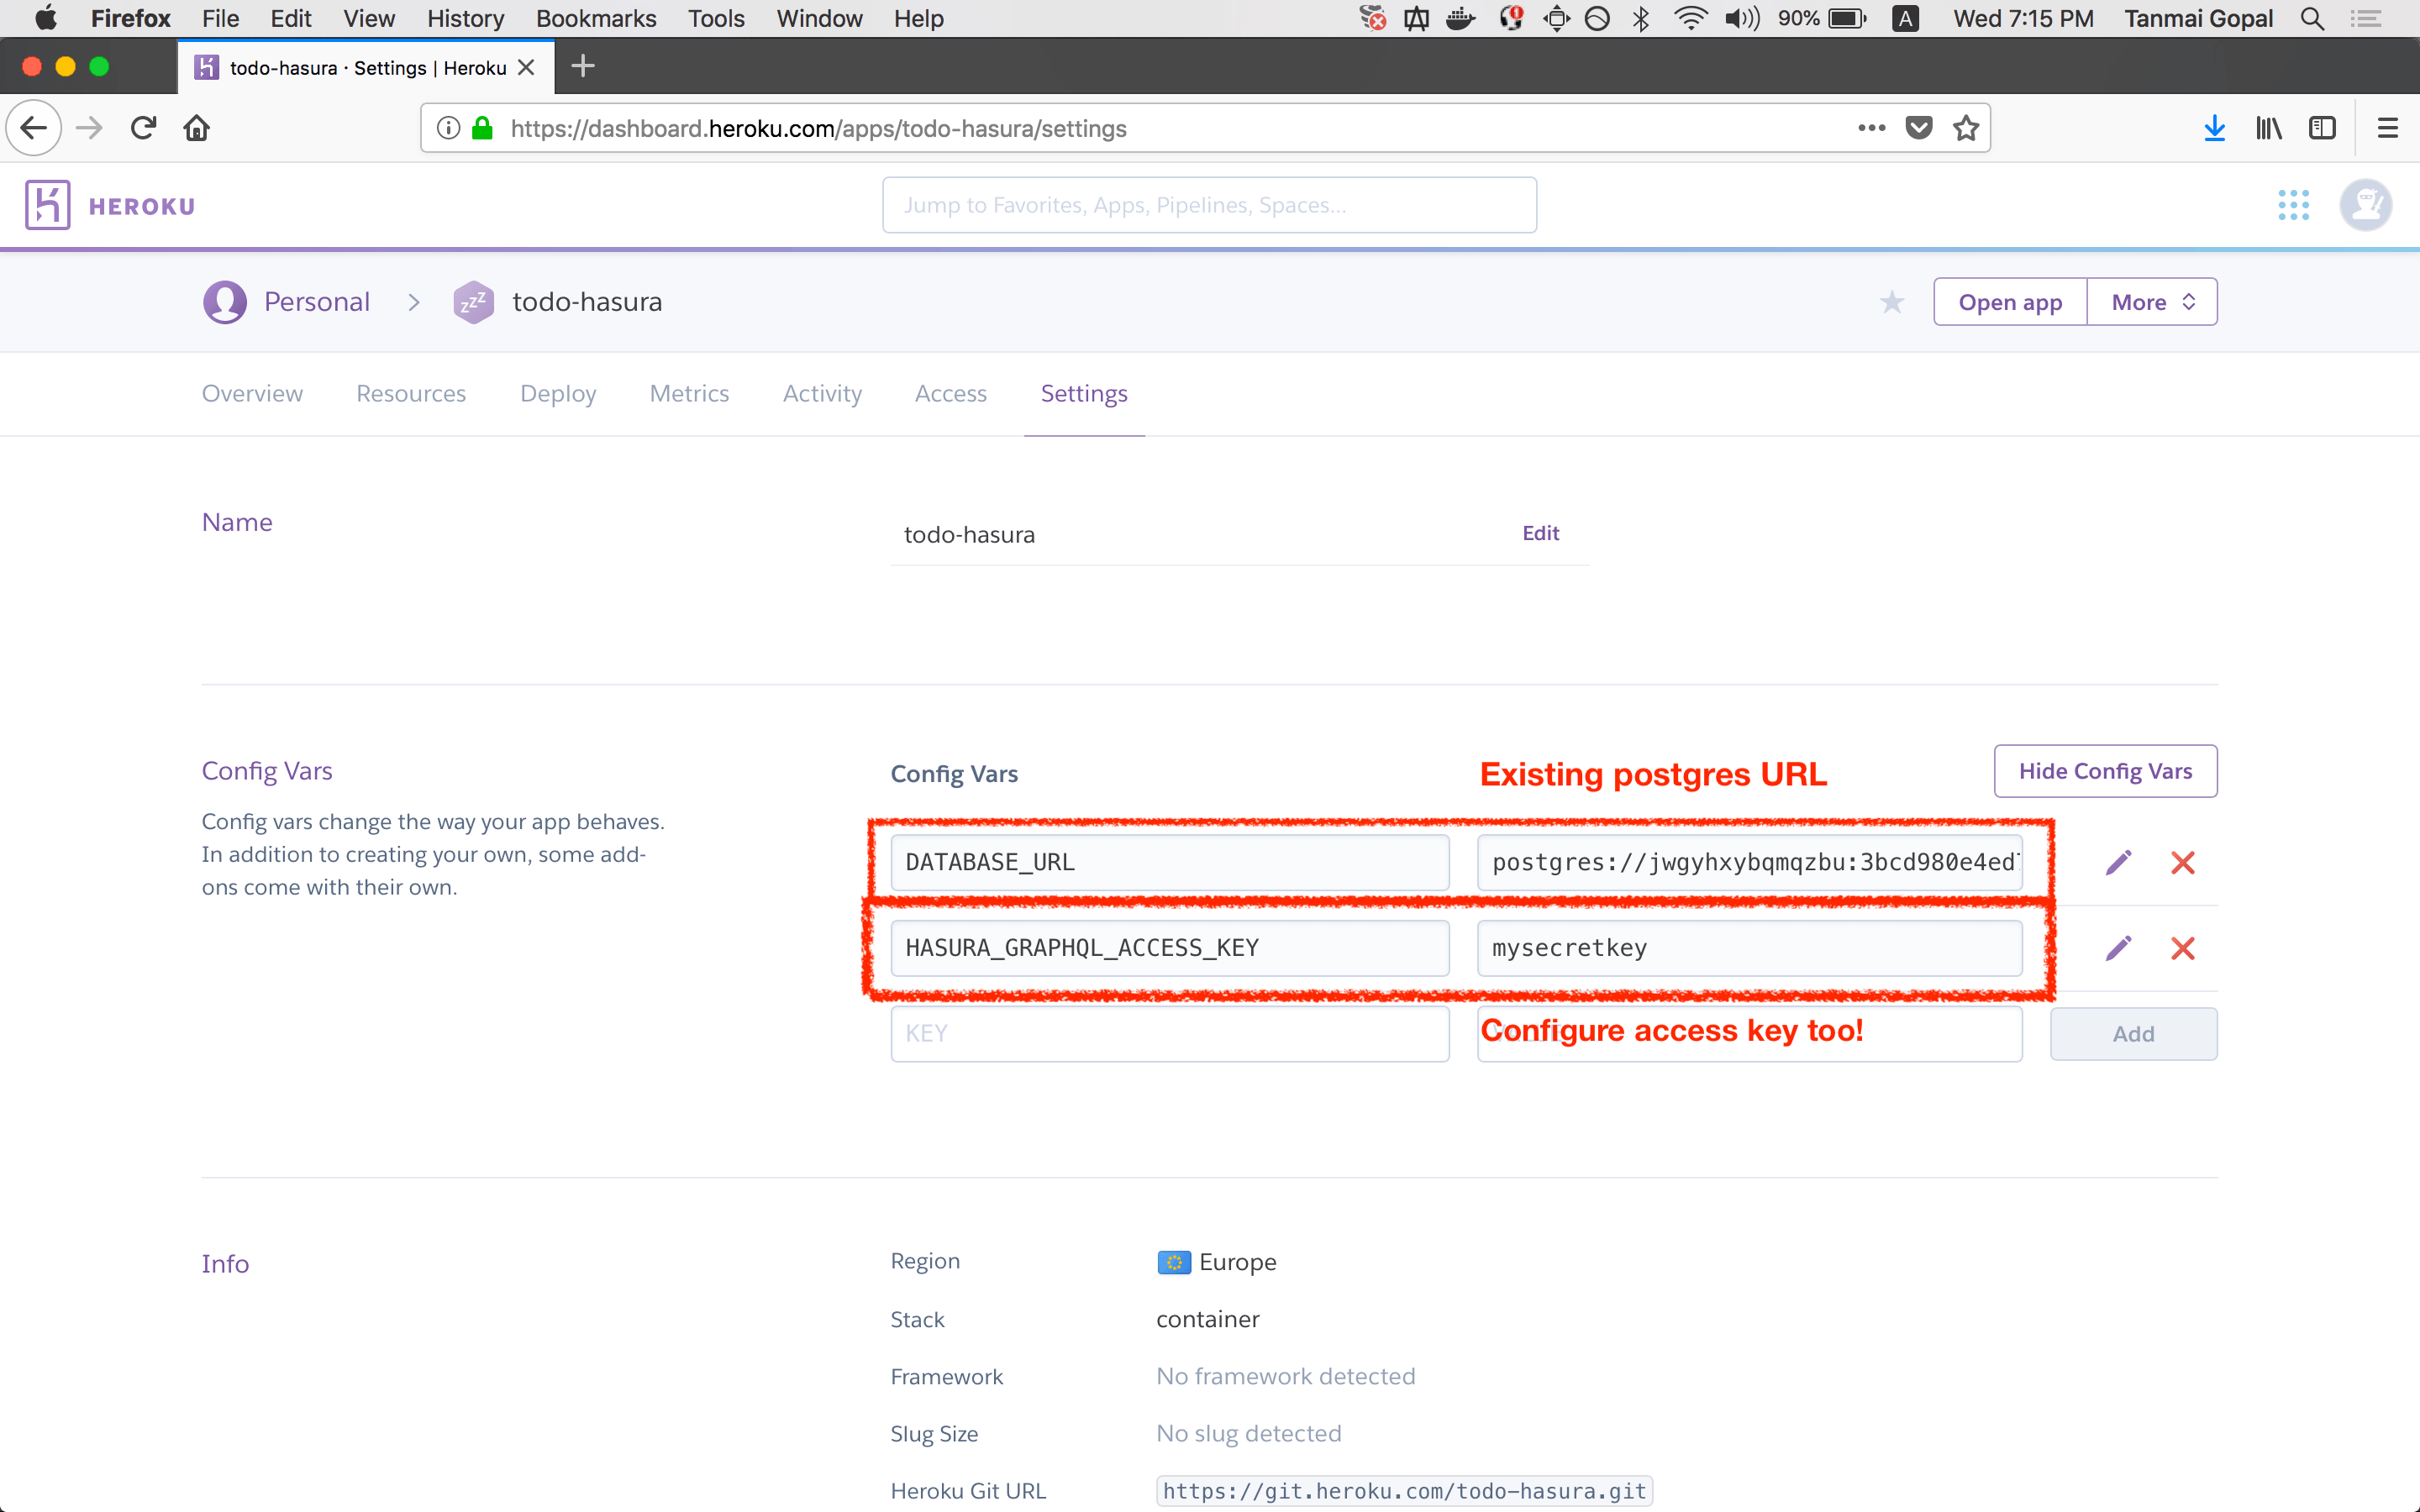 Firefox File Edit View History Bookmarks Tools Window Help 90% A Wed 7:15 PM Tanmai Gopal
todo-hasura · Settings | Heroku
https://dashboard.heroku.com/apps/todo-hasura/settings
HEROKU Jump to Favorites, Apps, Pipelines, Spaces...
Personal > zzz todo-hasura Open app More
Overview Resources Deploy Metrics Activity Access Settings
Name todo-hasura Edit
Config Vars Config Vars Existing postgres URL Hide Config Vars
Config vars change the way your app behaves.
In addition to creating your own, some add-
ons come with their own.
DATABASE_URL postgres://jwgyhxybqmqzbu:3bcd980e4ed
HASURA_GRAPHQL_ACCESS_KEY mysecretkey
KEY Configure access key too! Add
Info Region Europe
Stack container
Framework No framework detected
Slug Size No slug detected
Heroku Git URL https://git.heroku.com/todo-hasura.git